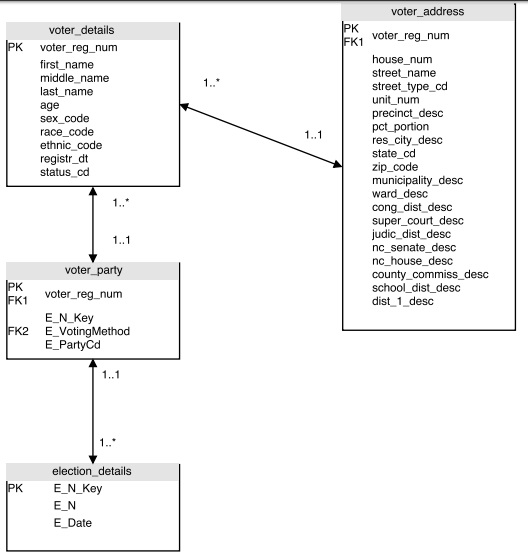 voter_details
PK voter_reg_num
first_name
middle_name
last_name
age
sex_code
race_code
ethnic_code
registr_dt
status_cd
voter_address
PK
FK1 voter_reg_num
house_num
street_name
street_type_cd
unit_num
precinct_desc
pct_portion
res_city_desc
state_cd
zip_code
municipality_desc
ward_desc
cong_dist_desc
super_court_desc
judic_dist_desc
nc_senate_desc
nc_house_desc
county_commiss_desc
school_dist_desc
dist_1_desc
1..*
1..1
1..*
1..1
voter_party
PK
FK1 voter_reg_num
E_N_Key
FK2 E_VotingMethod
E_PartyCd
1..1
1..*
election_details
PK E_N_Key
E_N
E_Date